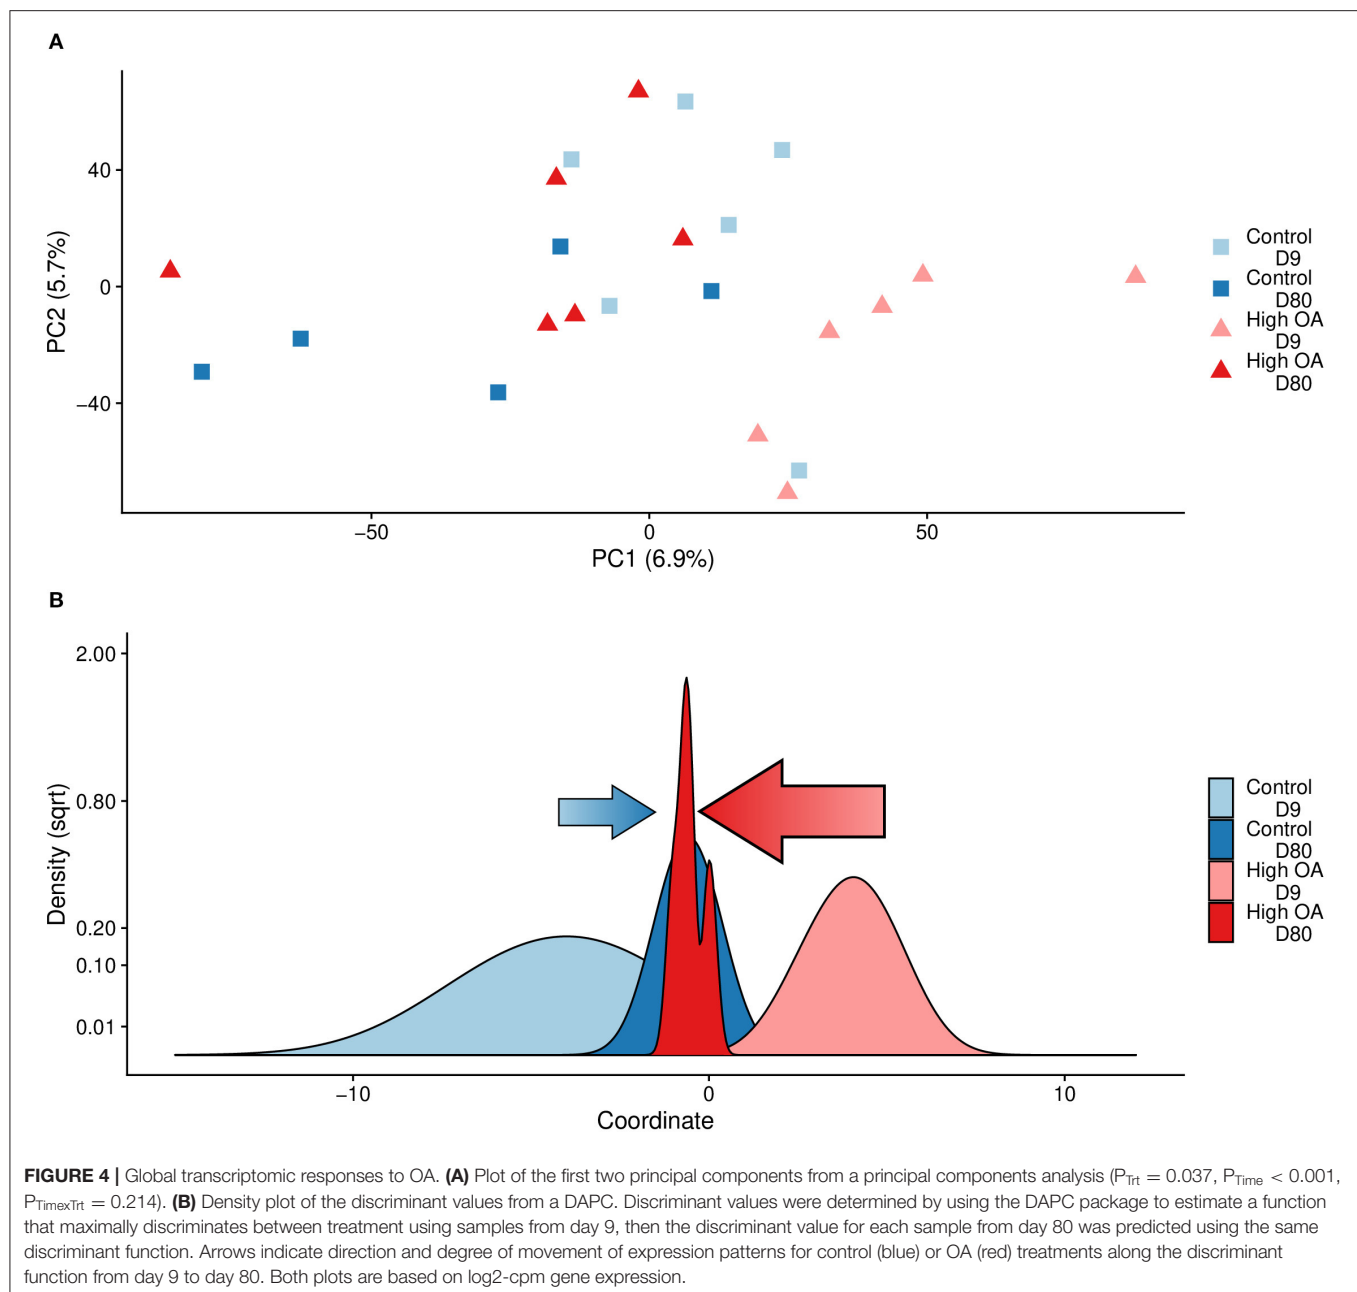 A
40
0
−40
PC2 (5.7%)
−50
0
50
PC1 (6.9%)
Control
D9
Control
D80
High OA
D9
High OA
D80
B
2.00
0.80
0.20
0.10
0.01
Density (sqrt)
−10
0
10
Coordinate
Control
D9
Control
D80
High OA
D9
High OA
D80
FIGURE 4 | Global transcriptomic responses to OA. (A) Plot of the first two principal components from a principal components analysis (PTrt = 0.037, PTime < 0.001,
PTimexTrt = 0.214). (B) Density plot of the discriminant values from a DAPC. Discriminant values were determined by using the DAPC package to estimate a function
that maximally discriminates between treatment using samples from day 9, then the discriminant value for each sample from day 80 was predicted using the same
discriminant function. Arrows indicate direction and degree of movement of expression patterns for control (blue) or OA (red) treatments along the discriminant
function from day 9 to day 80. Both plots are based on log2-cpm gene expression.